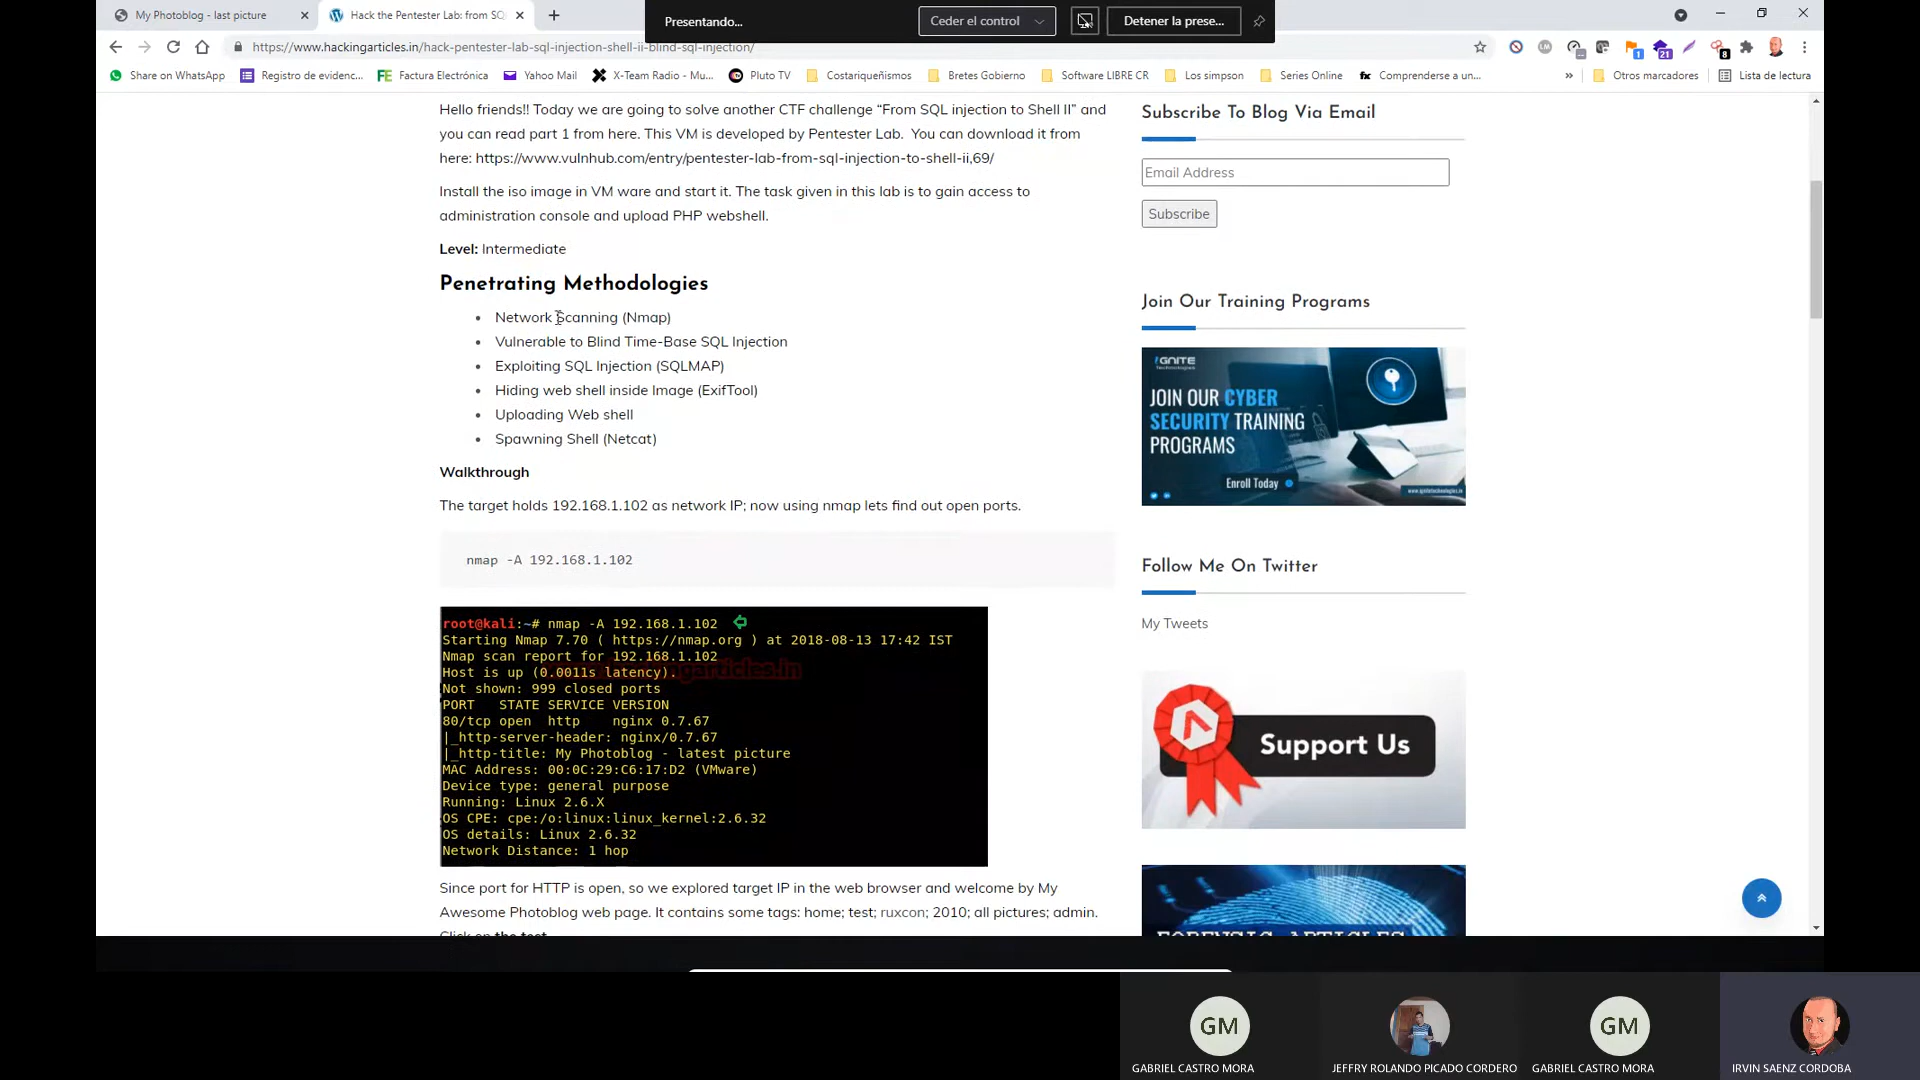 My Photoblog - last picture
Hack the Pentester Lab: from SQ
Presentando...
Ceder el control
Detener la prese...
https://www.hackingarticles.in/hack-pentester-lab-sql-injection-shell-ii-blind-sql-injection/
Share on WhatsApp
Registro de evidenc...
Factura Electrónica
Yahoo Mail
X-Team Radio - Mu...
Pluto TV
Costariqueñismos
Bretes Gobierno
Software LIBRE CR
Los simpson
Series Online
Comprenderse a un...
»
Otros marcadores
Lista de lectura
Hello friends!! Today we are going to solve another CTF challenge “From SQL injection to Shell II” and
you can read part 1 from here. This VM is developed by Pentester Lab. You can download it from
here: https://www.vulnhub.com/entry/pentester-lab-from-sql-injection-to-shell-ii,69/
Install the iso image in VM ware and start it. The task given in this lab is to gain access to
administration console and upload PHP webshell.
Level: Intermediate
Penetrating Methodologies
• Network Scanning (Nmap)
• Vulnerable to Blind Time-Base SQL Injection
• Exploiting SQL Injection (SQLMAP)
• Hiding web shell inside Image (ExifTool)
• Uploading Web shell
• Spawning Shell (Netcat)
Walkthrough
The target holds 192.168.1.102 as network IP; now using nmap lets find out open ports.
nmap -A 192.168.1.102
root@kali:~# nmap -A 192.168.1.102
Starting Nmap 7.70 ( https://nmap.org ) at 2018-08-13 17:42 IST
Nmap scan report for 192.168.1.102
Host is up (0.0011s latency).
Not shown: 999 closed ports
PORT STATE SERVICE VERSION
80/tcp open http nginx 0.7.67
|_http-server-header: nginx/0.7.67
|_http-title: My Photoblog - latest picture
MAC Address: 00:0C:29:C6:17:D2 (VMware)
Device type: general purpose
Running: Linux 2.6.X
OS CPE: cpe:/o:linux:linux_kernel:2.6.32
OS details: Linux 2.6.32
Network Distance: 1 hop
Since port for HTTP is open, so we explored target IP in the web browser and welcome by My
Awesome Photoblog web page. It contains some tags: home; test; ruxcon; 2010; all pictures; admin.
Click on the test
Subscribe To Blog Via Email
Email Address
Subscribe
Join Our Training Programs
IGNITE
Technologies
JOIN OUR CYBER
SECURITY TRAINING
PROGRAMS
Enroll Today
www.ignitetechnologies.in
Follow Me On Twitter
My Tweets
Support Us
FORENSIC ARTICLES
GM
GM
GABRIEL CASTRO MORA
JEFFRY ROLANDO PICADO CORDERO
GABRIEL CASTRO MORA
IRVIN SAENZ CORDOBA